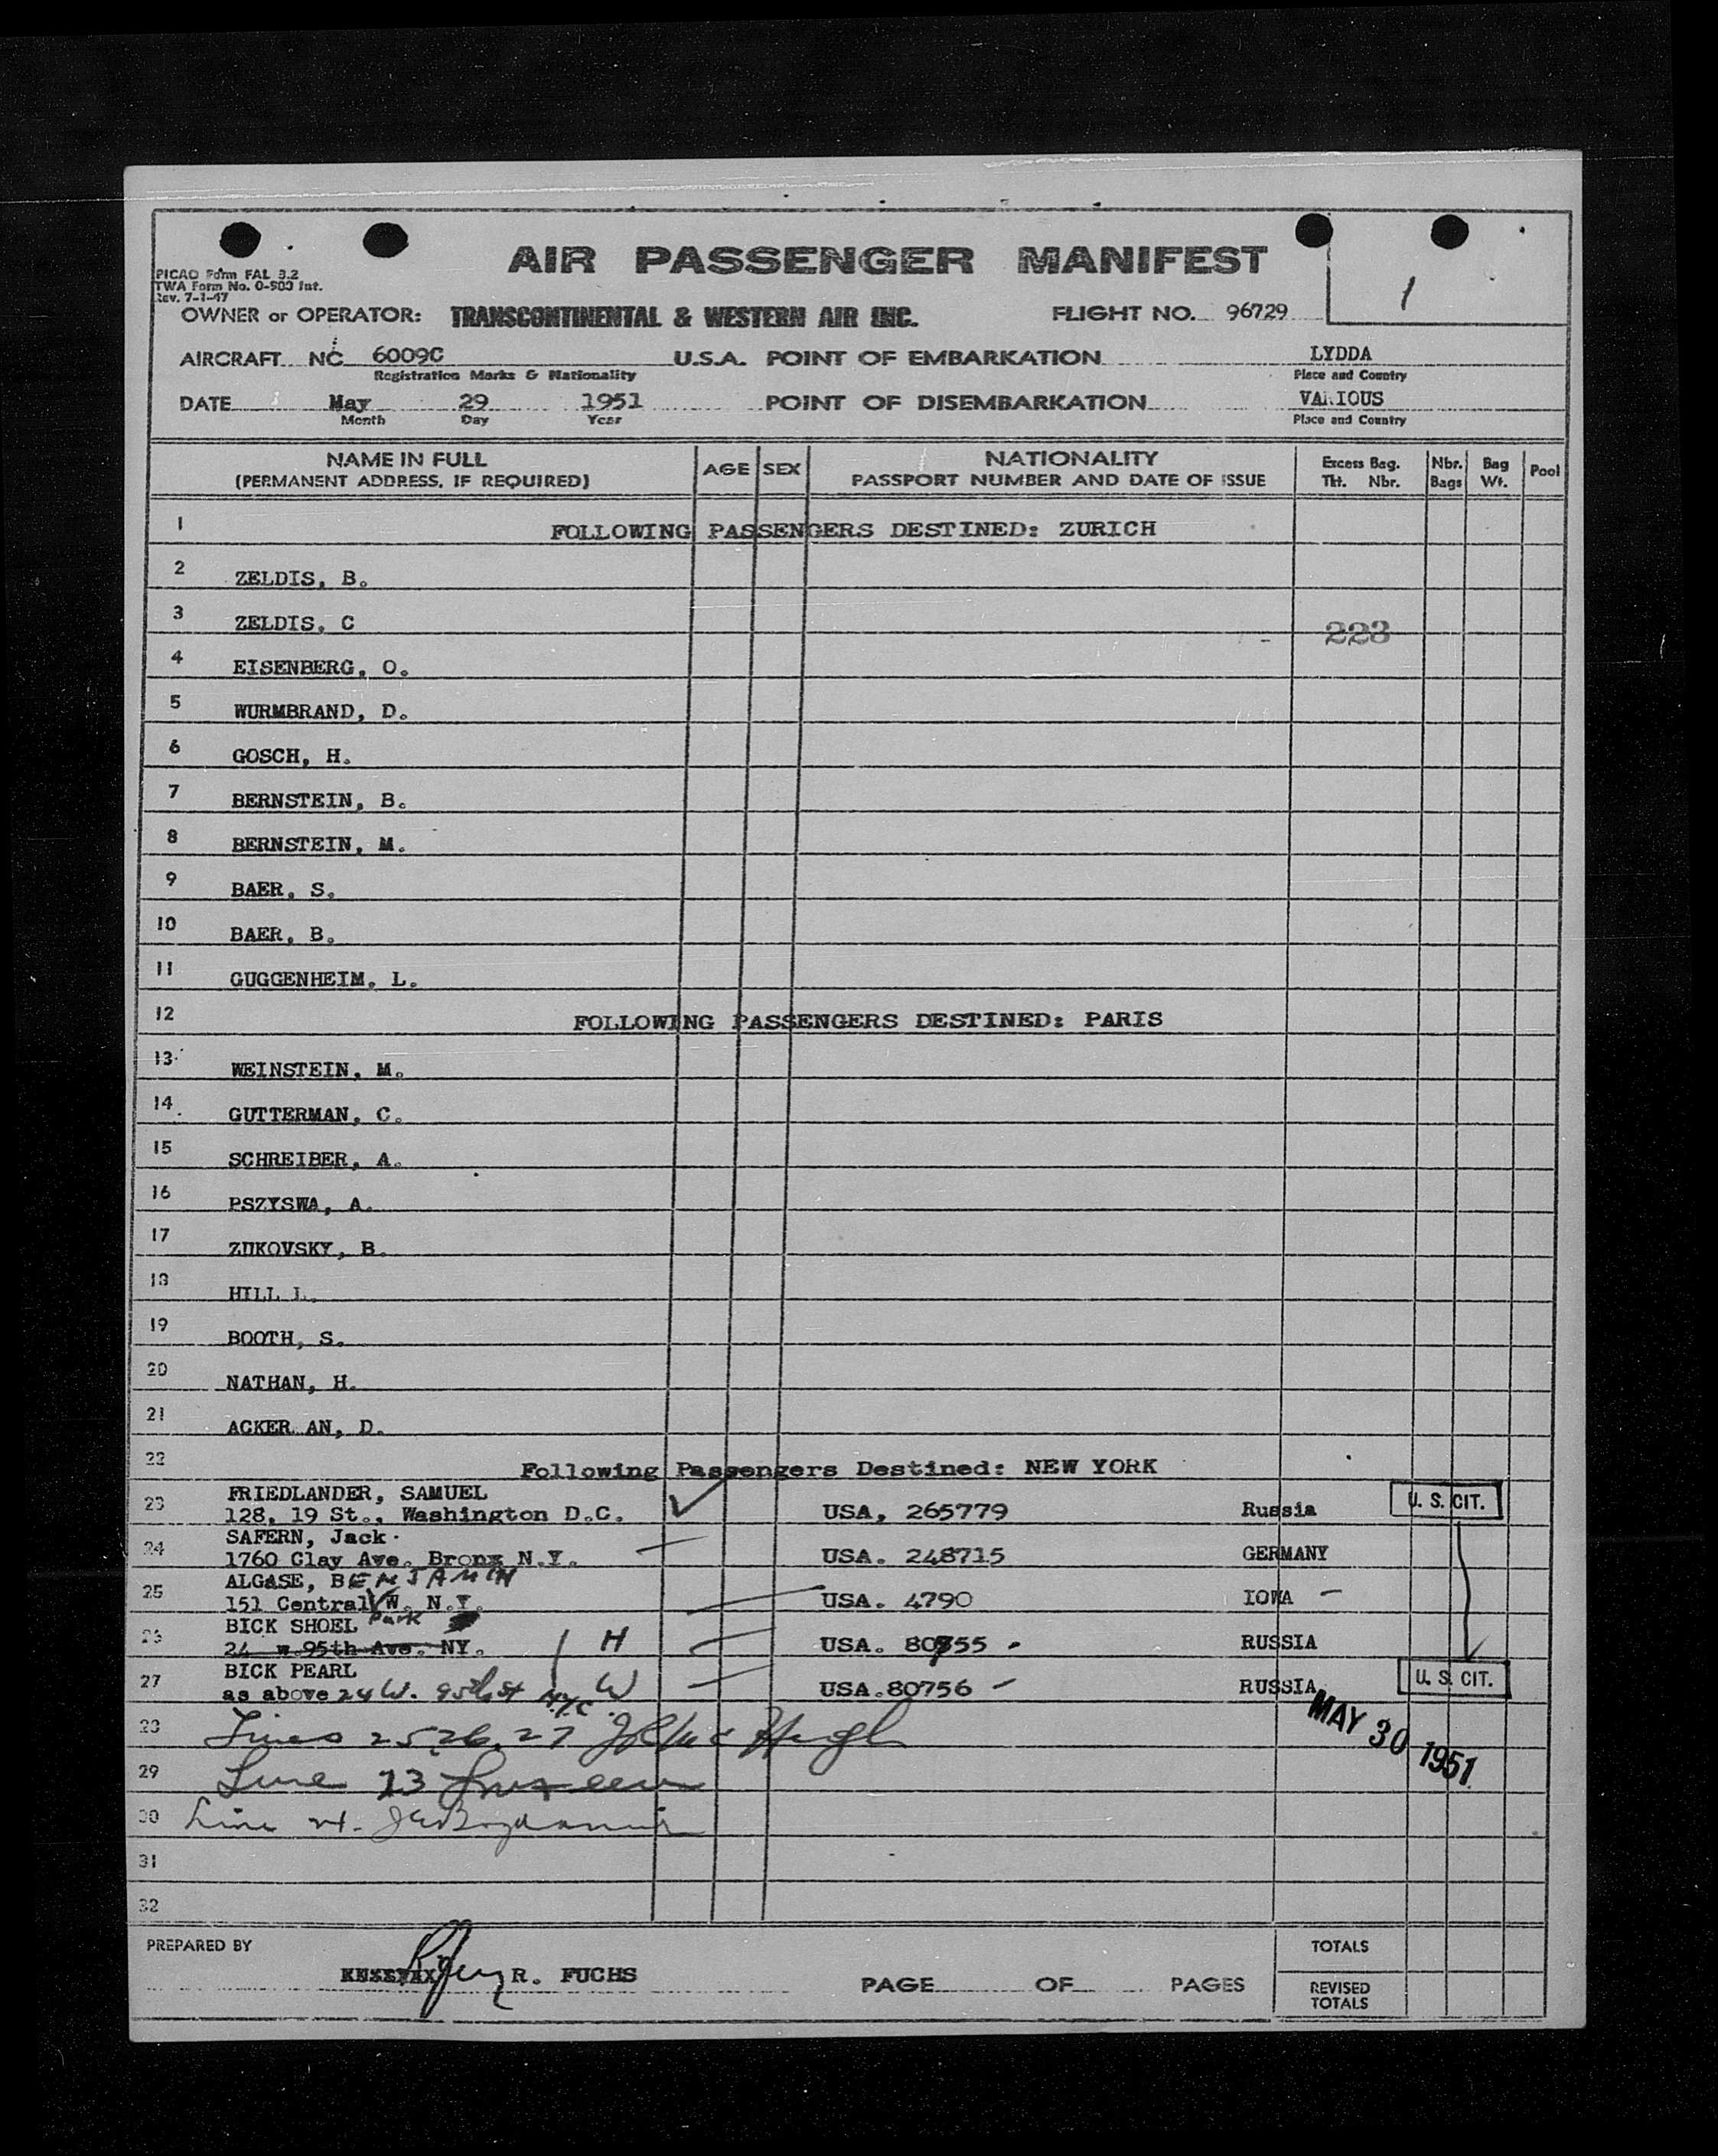 AIR PASSENGER MANIFEST
PICAO Form FAL 3.2
TWA Form No. 0-503 Int.
Rev. 7-1-47
1
OWNER or OPERATOR: TRANSCONTINENTAL & WESTERN AIR INC. FLIGHT NO. 96729
AIRCRAFT NC 6009C U.S.A. POINT OF EMBARKATION LYDDA
Registration Marks & Nationality Place and Country
DATE May 29 1951 POINT OF DISEMBARKATION VARIOUS
Month Day Year Place and Country
NAME IN FULL (PERMANENT ADDRESS, IF REQUIRED) AGE SEX NATIONALITY PASSPORT NUMBER AND DATE OF ISSUE Excess Bag. Tkt. Nbr. Nbr. Bags Bag Wt. Pool
1 FOLLOWING PASSENGERS DESTINED: ZURICH
2 ZELDIS, B.
3 ZELDIS, C 223
4 EISENBERG, O.
5 WURMBRAND, D.
6 GOSCH, H.
7 BERNSTEIN, B.
8 BERNSTEIN, M.
9 BAER, S.
10 BAER, B.
11 GUGGENHEIM, L.
12 FOLLOWING PASSENGERS DESTINED: PARIS
13 WEINSTEIN, M.
14 GUTTERMAN, C.
15 SCHREIBER, A.
16 PSZYSWA, A.
17 ZUKOVSKY, B.
18 HILL L.
19 BOOTH, S.
20 NATHAN, H.
21 ACKER AN, D.
22 Following Passengers Destined: NEW YORK
FRIEDLANDER, SAMUEL
23 128, 19 St., Washington D.C. USA, 265779 Russia U. S. CIT.
SAFERN, Jack
24 1760 Clay Ave. Bronx N.Y. USA. 248715 GERMANY
ALGASE, BENJAMIN
25 151 Central Park W. N.Y. USA. 4790 IOWA
BICK SHOEL
26 24 w.95th Ave. NY. H USA. 80755 RUSSIA
BICK PEARL
27 as above 24 W. 95th St N.Y.C. W USA.80756 RUSSIA U. S. CIT.
MAY 30 1951
28 Lines 25, 26, 27 Hugh
29 Line 23
30 Line 24.
31
32
PREPARED BY R. FUCHS
PAGE OF PAGES
TOTALS
REVISED TOTALS